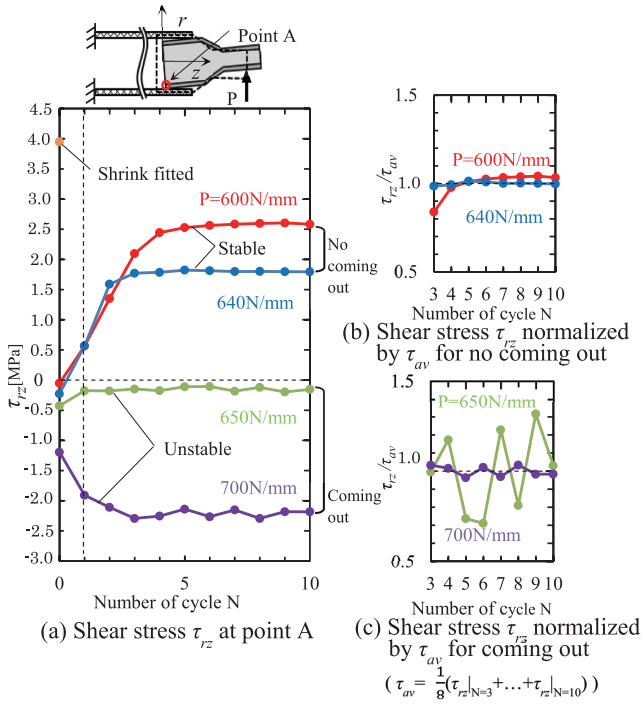 r
Point A
z
P
4.5
4.0
3.5
3.0
2.5
2.0
1.5
1.0
0.5
0
-0.5
-1.0
-1.5
-2.0
-2.5
-3.0
τrz[MPa]
Shrink fitted
P=600N/mm
Stable
640N/mm
No
coming
out
650N/mm
Unstable
700N/mm
Coming
out
0 5 10
Number of cycle N
(a) Shear stress τrz at point A
1.5
1.0
0.5
τrz/τav
P=600N/mm
640N/mm
3 4 5 6 7 8 9 10
Number of cycle N
(b) Shear stress τrz normalized
by τav for no coming out
1.5
1.0
0.5
τrz/τav
P=650N/mm
700N/mm
3 4 5 6 7 8 9 10
Number of cycle N
(c) Shear stress τrz normalized
by τav for coming out
( τav= 1/8(τrz|N=3+...+τrz|N=10) )